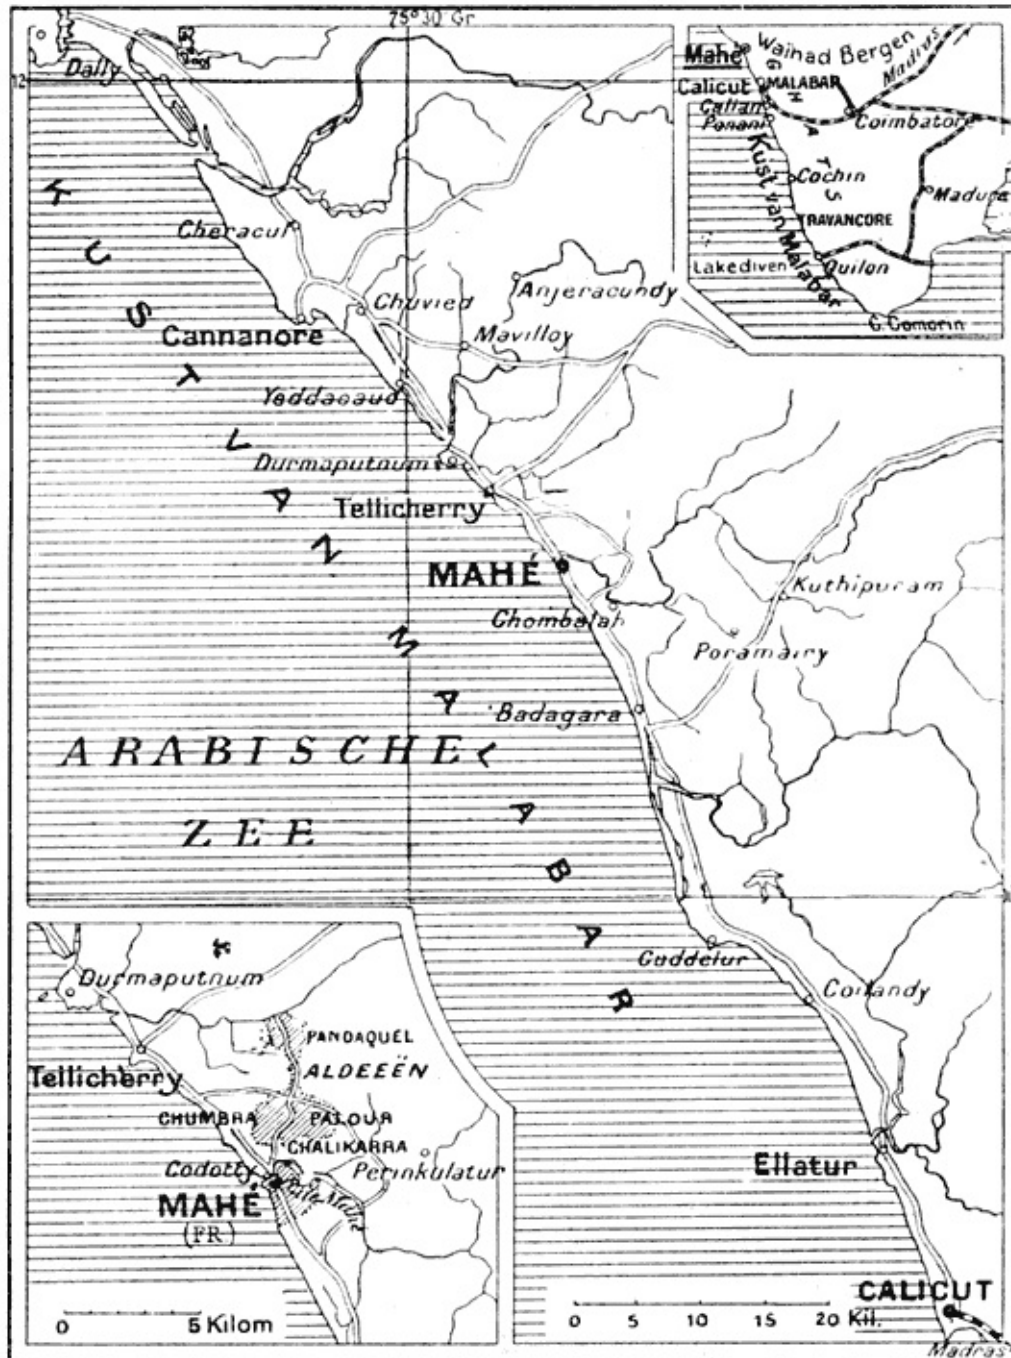 75°30 Gr.
12
Dally
Cheracul
Cannanore
Chuvied
Anjeracundy
Mavilloy
Yeddacaud
Durmaputnum
Tellicherry
MAHÉ
Chombalah
Kuthipuram
Poramairy
Badagara
KUST VAN MALABAR
ARABISCHE
ZEE
Cuddelur
Coilandy
Ellatur
CALICUT
Madras
0 5 10 15 20 Kil.
Mahé
Wainad Bergen
Madras
Calicut
MALABAR
GHATS
Ponani
Coimbatore
Kust van Malabar
Cochin
Madura
TRAVANCORE
Lakediven
Quilon
C. Comorin
Durmaputnum
Tellicherry
PANDAQUEL
ALDEEËN
CHUMBRA
PALOUR
CHALIKARRA
Codotty
Perinkulatur
MAHÉ
(FR)
0 5 Kilom